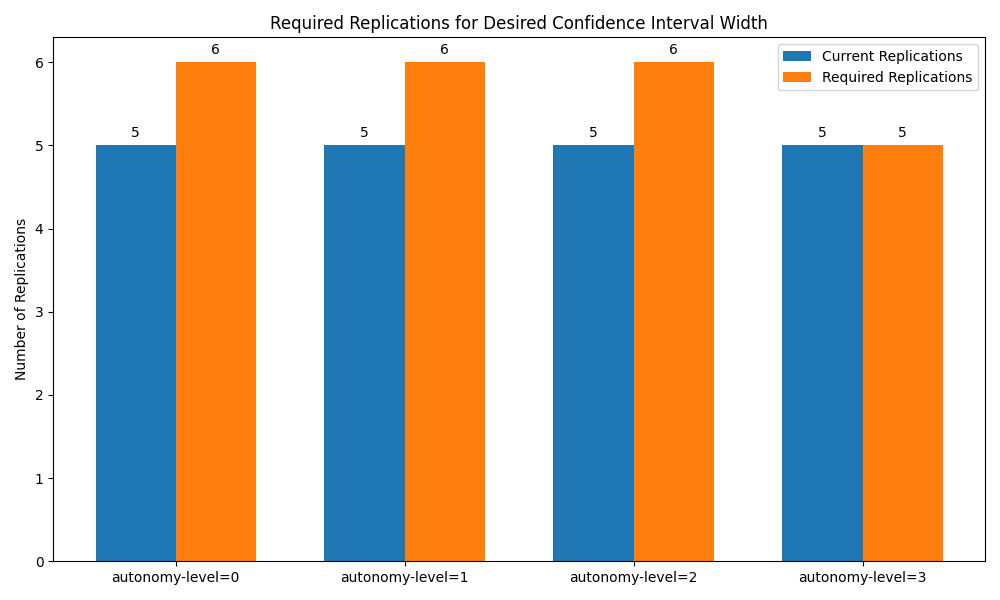 Required Replications for Desired Confidence Interval Width
Current Replications
Required Replications
Number of Replications
6
5
4
3
2
1
0
5
6
5
6
5
6
5
5
autonomy-level=0
autonomy-level=1
autonomy-level=2
autonomy-level=3